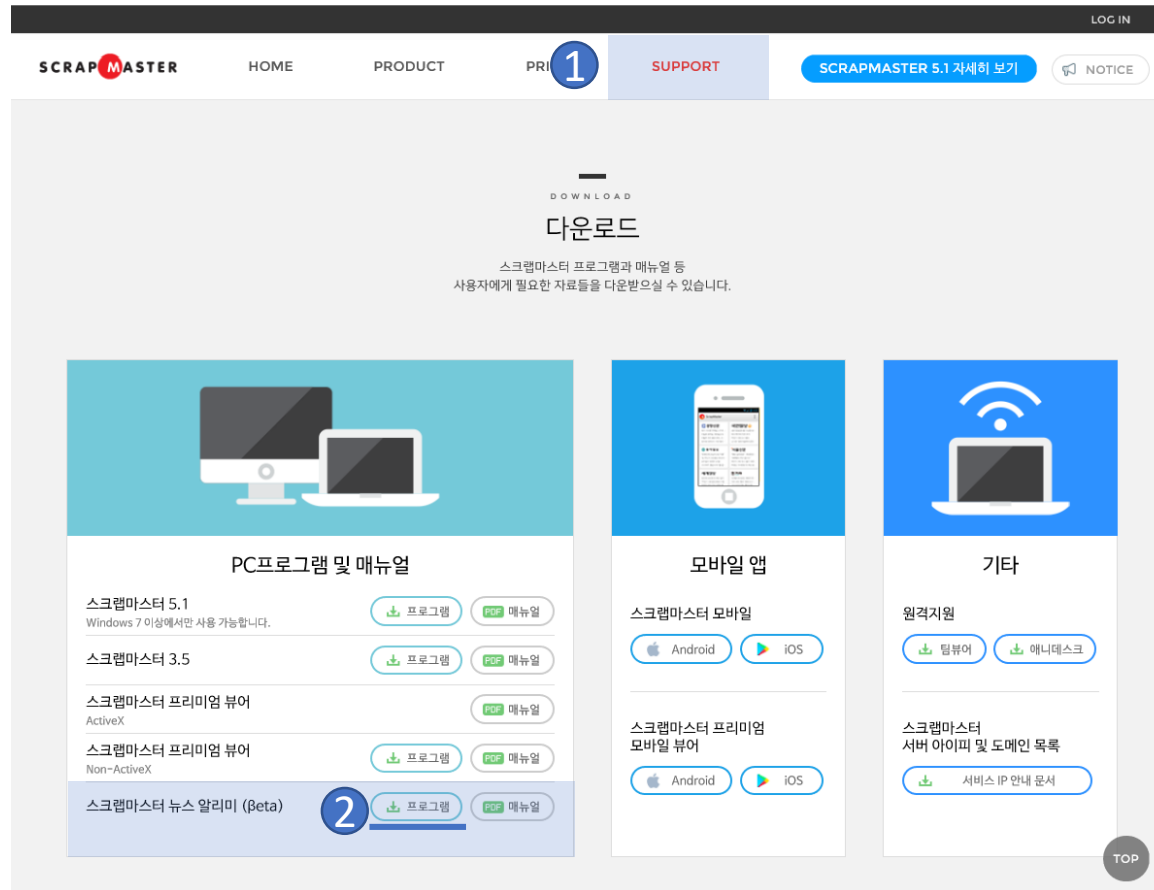 LOG IN
SCRAPMASTER
HOME
PRODUCT
PRI
1
SUPPORT
SCRAPMASTER 5.1 자세히 보기
NOTICE
DOWNLOAD
다운로드
스크랩마스터 프로그램과 매뉴얼 등
사용자에게 필요한 자료들을 다운받으실 수 있습니다.
PC프로그램 및 매뉴얼
스크랩마스터 5.1
Windows 7 이상에서만 사용 가능합니다.
프로그램
PDF 매뉴얼
스크랩마스터 3.5
프로그램
PDF 매뉴얼
스크랩마스터 프리미엄 뷰어
ActiveX
PDF 매뉴얼
스크랩마스터 프리미엄 뷰어
Non-ActiveX
프로그램
PDF 매뉴얼
스크랩마스터 뉴스 알리미 (βeta)
2
프로그램
PDF 매뉴얼
모바일 앱
스크랩마스터 모바일
Android
iOS
스크랩마스터 프리미엄
모바일 뷰어
Android
iOS
기타
원격지원
팀뷰어
애니데스크
스크랩마스터
서버 아이피 및 도메인 목록
서비스 IP 안내 문서
TOP